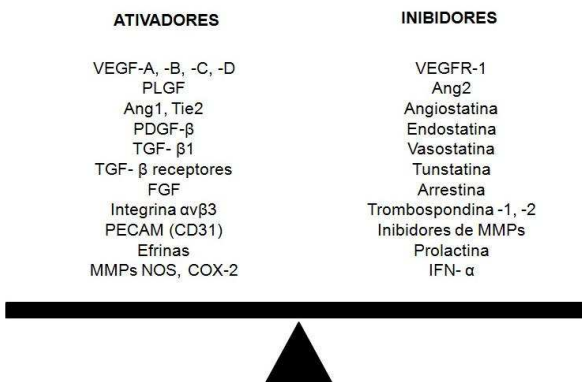 ATIVADORES
VEGF-A, -B, -C, -D
PLGF
Ang1, Tie2
PDGF-β
TGF- β1
TGF- β receptores
FGF
Integrina αvβ3
PECAM (CD31)
Efrinas
MMPs NOS, COX-2
INIBIDORES
VEGFR-1
Ang2
Angiostatina
Endostatina
Vasostatina
Tunstatina
Arrestina
Trombospondina -1, -2
Inibidores de MMPs
Prolactina
IFN- α